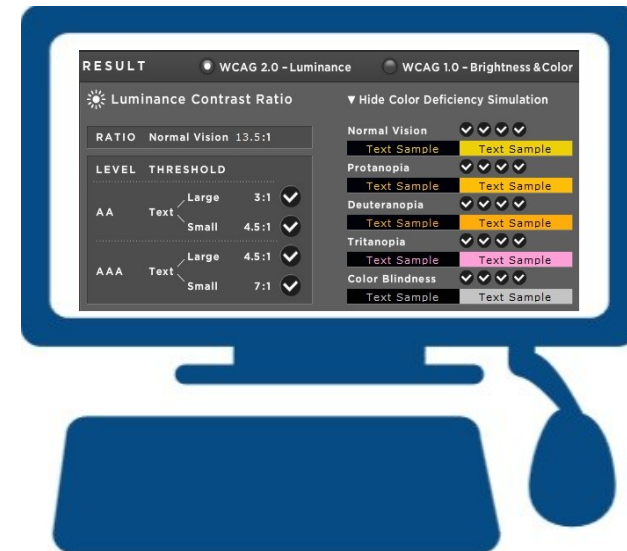 RESULT WCAG 2.0 – Luminance WCAG 1.0 – Brightness & Color
Luminance Contrast Ratio
RATIO Normal Vision 13.5:1
LEVEL THRESHOLD
AA Text
Large 3:1
Small 4.5:1
AAA Text
Large 4.5:1
Small 7:1
▼ Hide Color Deficiency Simulation
Normal Vision
Text Sample Text Sample
Protanopia
Text Sample Text Sample
Deuteranopia
Text Sample Text Sample
Tritanopia
Text Sample Text Sample
Color Blindness
Text Sample Text Sample